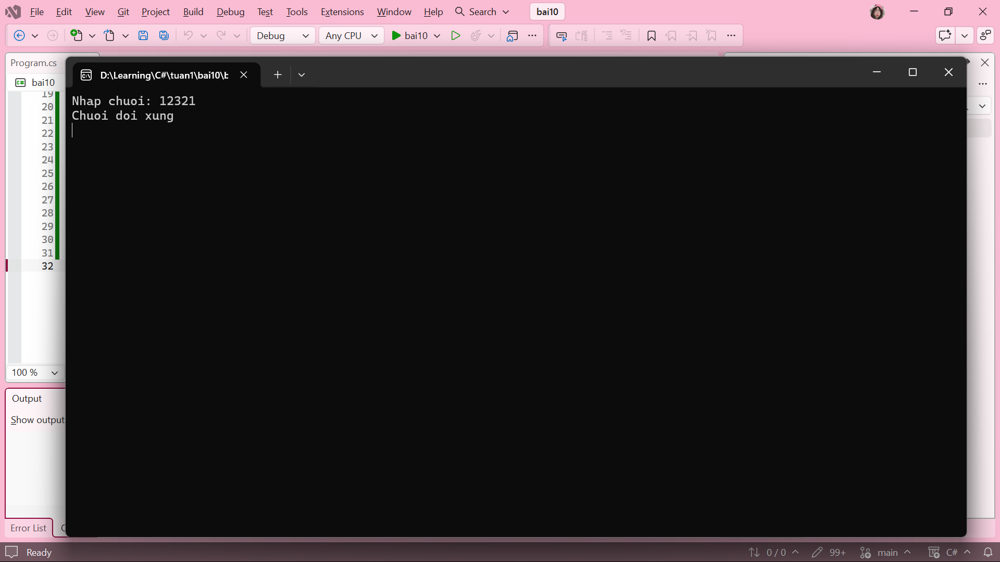 File Edit View Git Project Build Debug Test Tools Extensions Window Help Search bai10
Debug Any CPU bai10
Program.cs
D:\Learning\C#\tuan1\bai10\b
C# bai10
Nhap chuoi: 12321
Chuoi doi xung
19
20
21
22
23
24
25
26
27
28
29
30
31
32
100 %
Output
Show output
Error List
Ready 0 / 0 99+ main C#